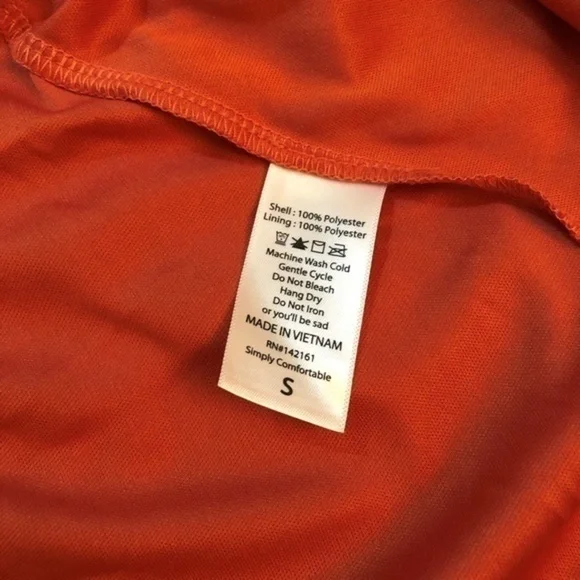 Shell : 100% Polyester
Lining : 100% Polyester
Machine Wash Cold
Gentle Cycle
Do Not Bleach
Hang Dry
Do Not Iron
or you'll be sad
MADE IN VIETNAM
RN#142161
Simply Comfortable
S